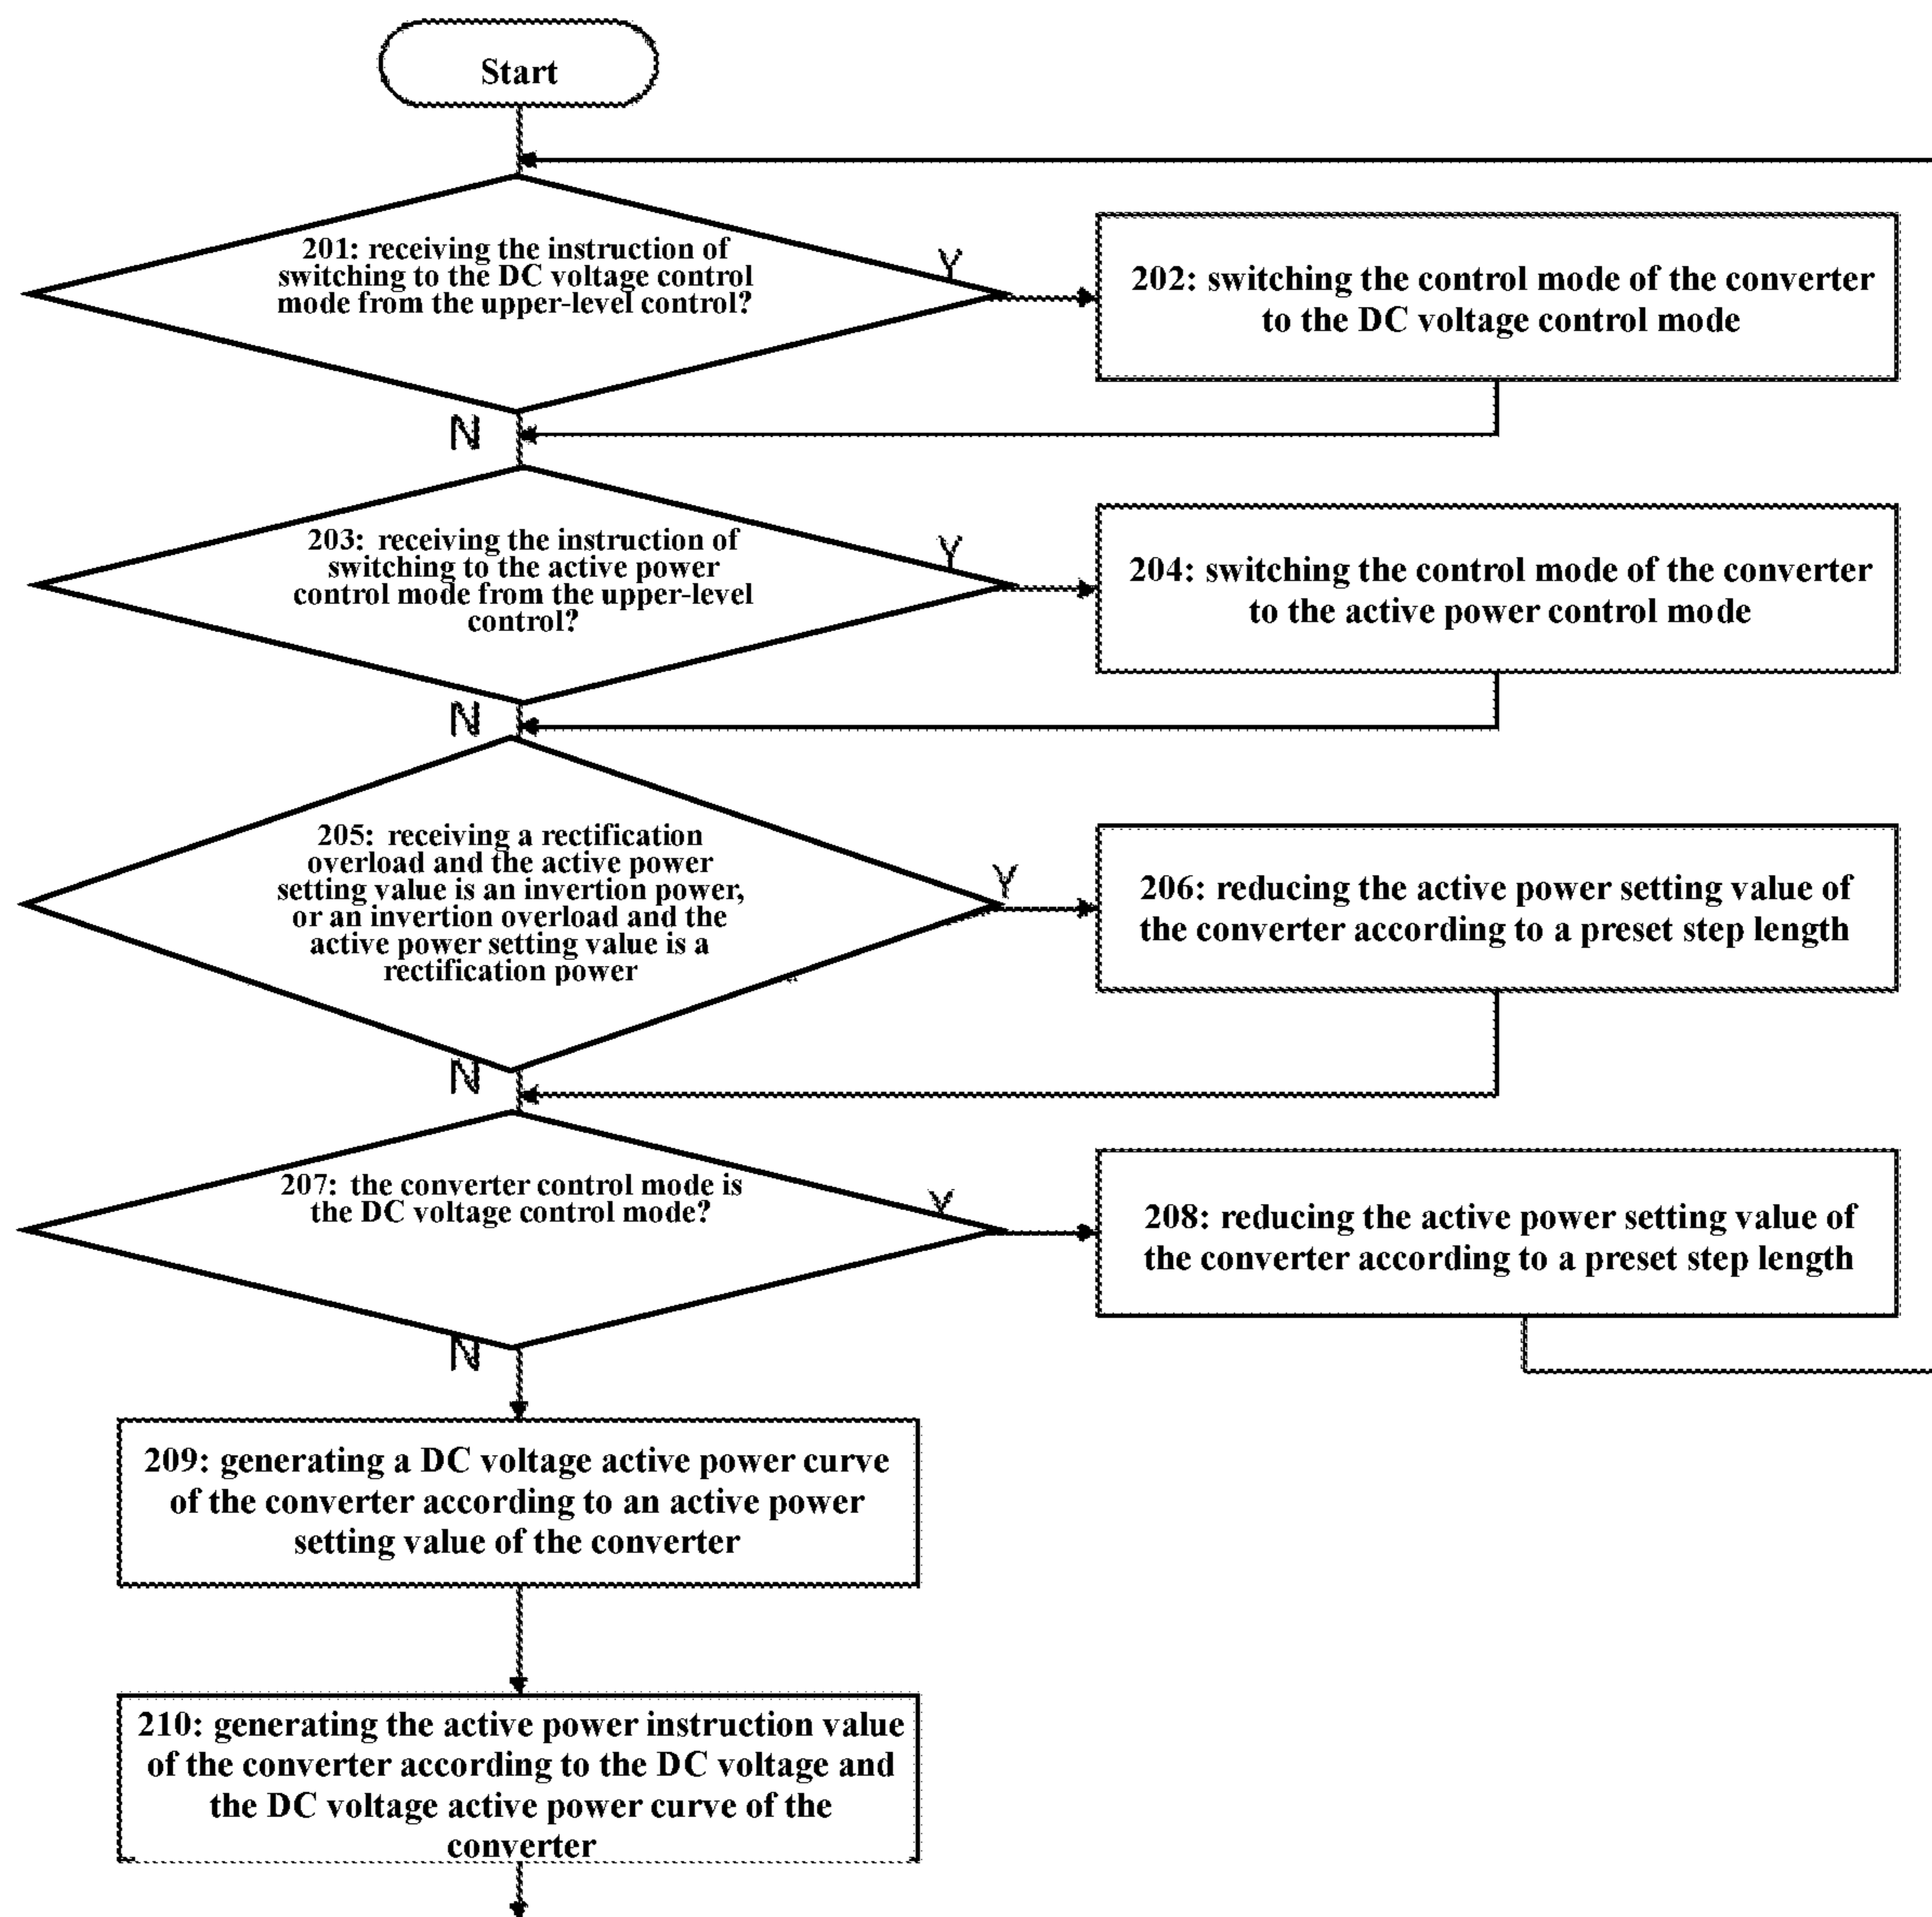 Start
201: receiving the instruction of
switching to the DC voltage control
mode from the upper-level control?
Y
202: switching the control mode of the converter
to the DC voltage control mode
N
203: receiving the instruction of
switching to the active power
control mode from the upper-level
control?
Y
204: switching the control mode of the converter
to the active power control mode
N
205: receiving a rectification
overload and the active power
setting value is an invertion power,
or an invertion overload and the
active power setting value is a
rectification power
Y
206: reducing the active power setting value of
the converter according to a preset step length
N
207: the converter control mode is
the DC voltage control mode?
Y
208: reducing the active power setting value of
the converter according to a preset step length
N
209: generating a DC voltage active power curve
of the converter according to an active power
setting value of the converter
210: generating the active power instruction value
of the converter according to the DC voltage and
the DC voltage active power curve of the
converter